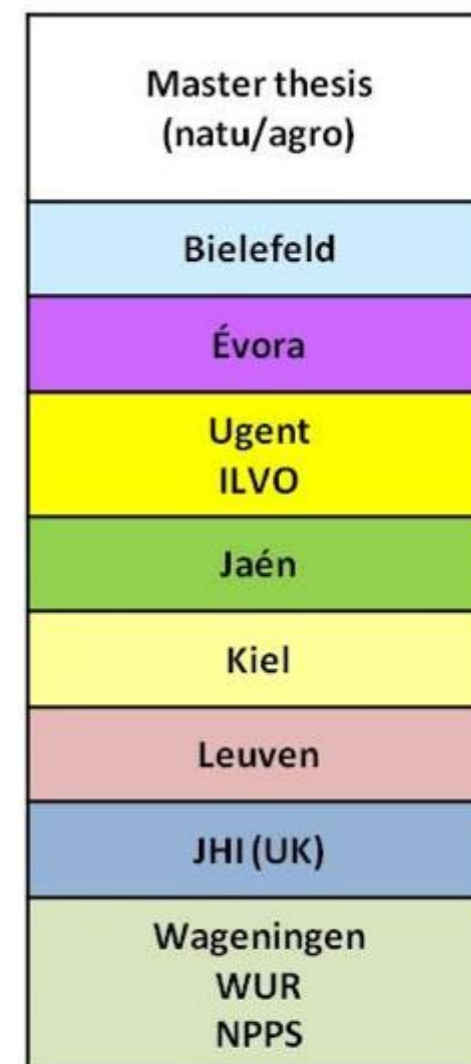 Master thesis
(natu/agro)
Bielefeld
Évora
Ugent
ILVO
Jaén
Kiel
Leuven
JHI (UK)
Wageningen
WUR
NPPS